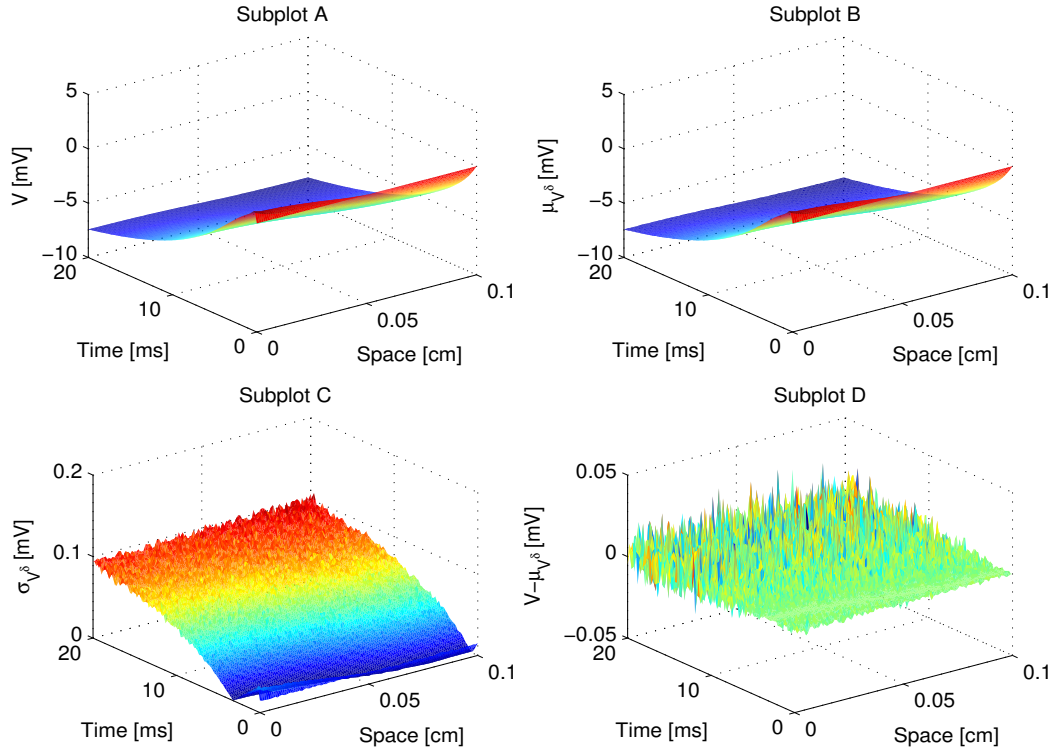 Subplot A
5
0
−5
−10
V [mV]
20
10
0
Time [ms]
0
0.05
0.1
Space [cm]
Subplot B
5
0
−5
−10
μ_V^δ [mV]
20
10
0
Time [ms]
0
0.05
0.1
Space [cm]
Subplot C
0.2
0.1
0
σ_V^δ [mV]
20
10
0
Time [ms]
0
0.05
0.1
Space [cm]
Subplot D
0.05
0
−0.05
V−μ_V^δ [mV]
20
10
0
Time [ms]
0
0.05
0.1
Space [cm]